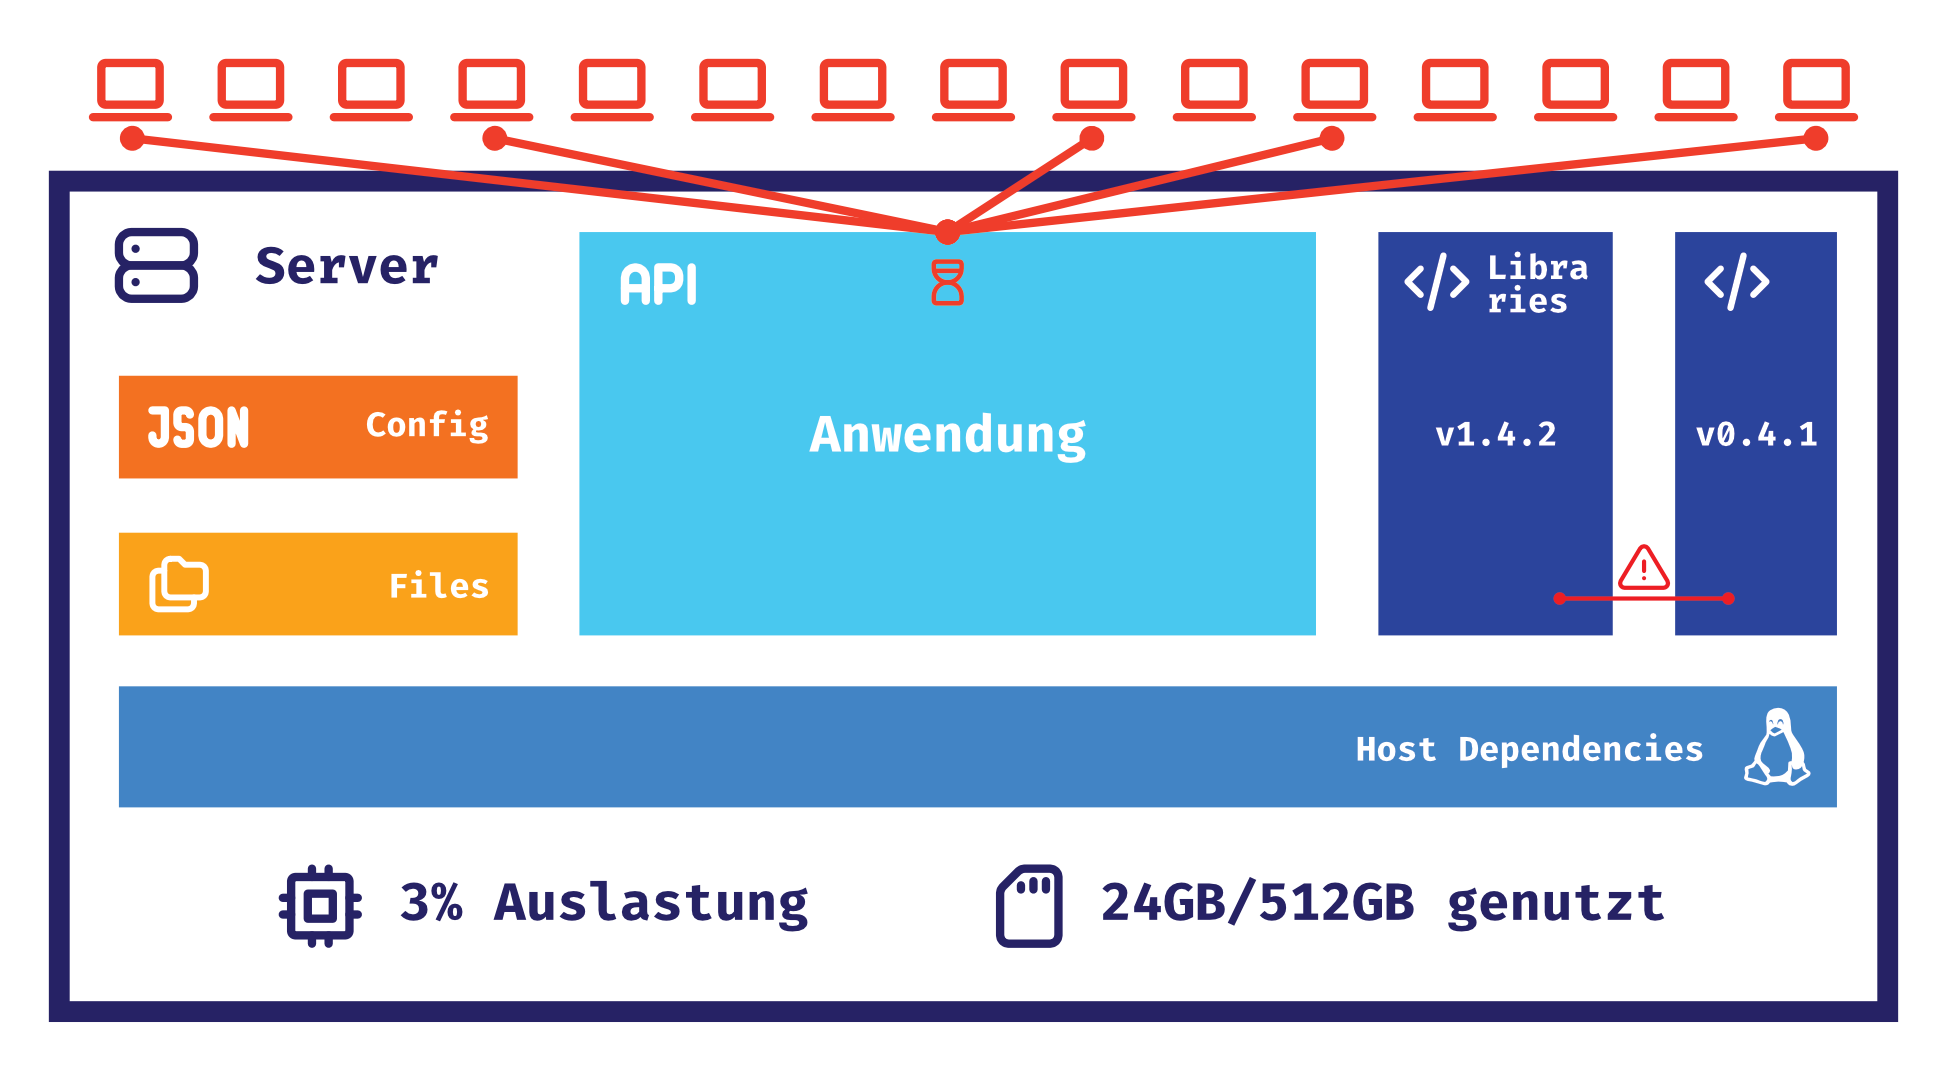 Server
API
Libra
ries
JSON
Config
Anwendung
v1.4.2
v0.4.1
Files
Host Dependencies
3% Auslastung
24GB/512GB genutzt